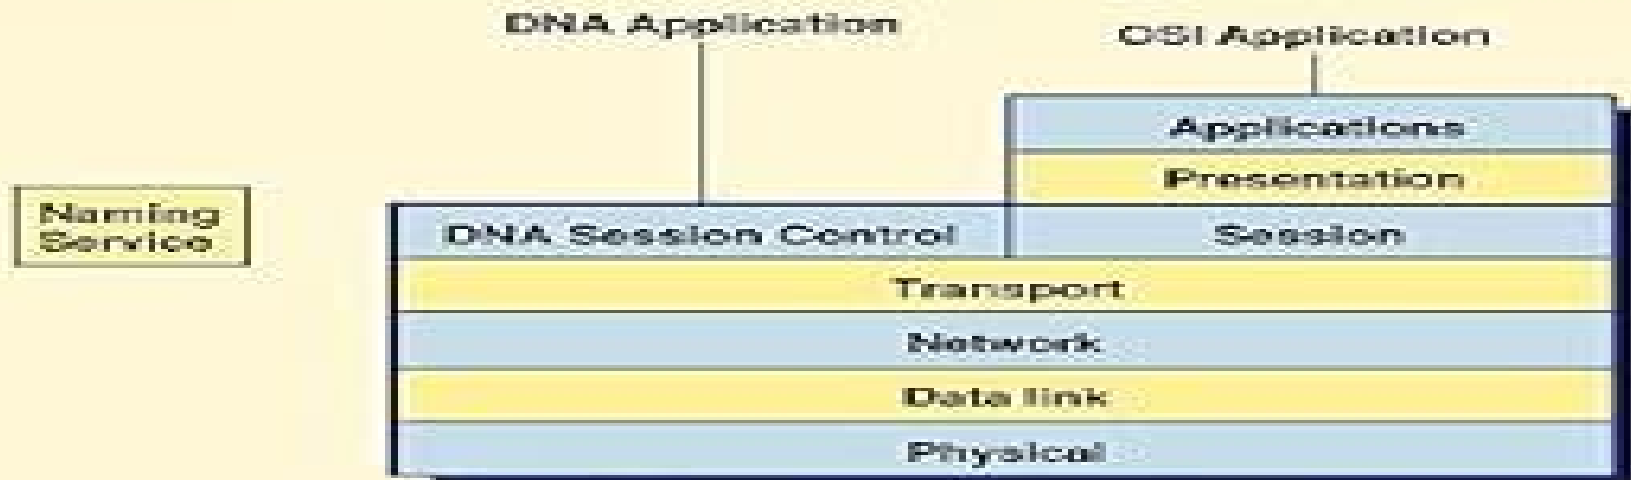 DNA Application
OSI Application
Applications
Presentation
Naming
Service
DNA Session Control
Session
Transport
Network
Data link
Physical